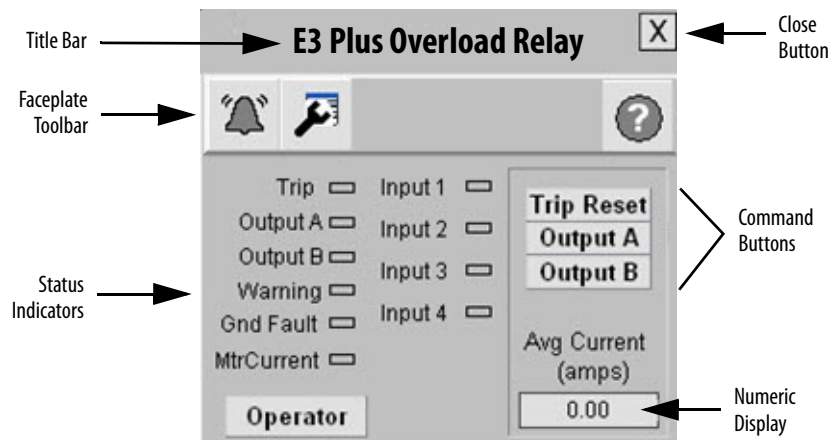 Title Bar
E3 Plus Overload Relay
X
Close
Button
Faceplate
Toolbar
?
Trip
Input 1
Trip Reset
Output A
Input 2
Output A
Output B
Input 3
Output B
Command
Buttons
Status
Indicators
Warning
Gnd Fault
Input 4
MtrCurrent
Avg Current
(amps)
Operator
0.00
Numeric
Display